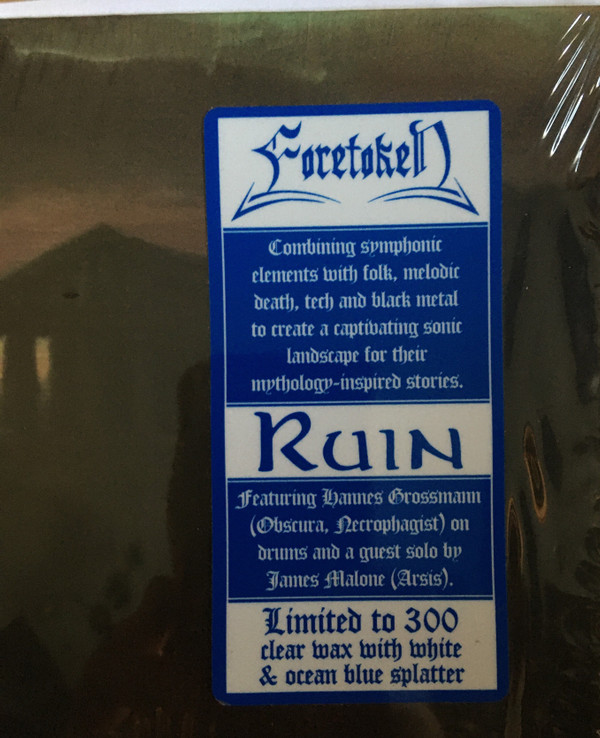 Foretoken
Combining symphonic
elements with folk, melodic
death, tech and black metal
to create a captivating sonic
landscape for their
mythology-inspired stories.
RUIN
Featuring Hannes Grossmann
(Obscura, Necrophagist) on
drums and a guest solo by
James Malone (Arsis).
Limited to 300
clear wax with white
& ocean blue splatter